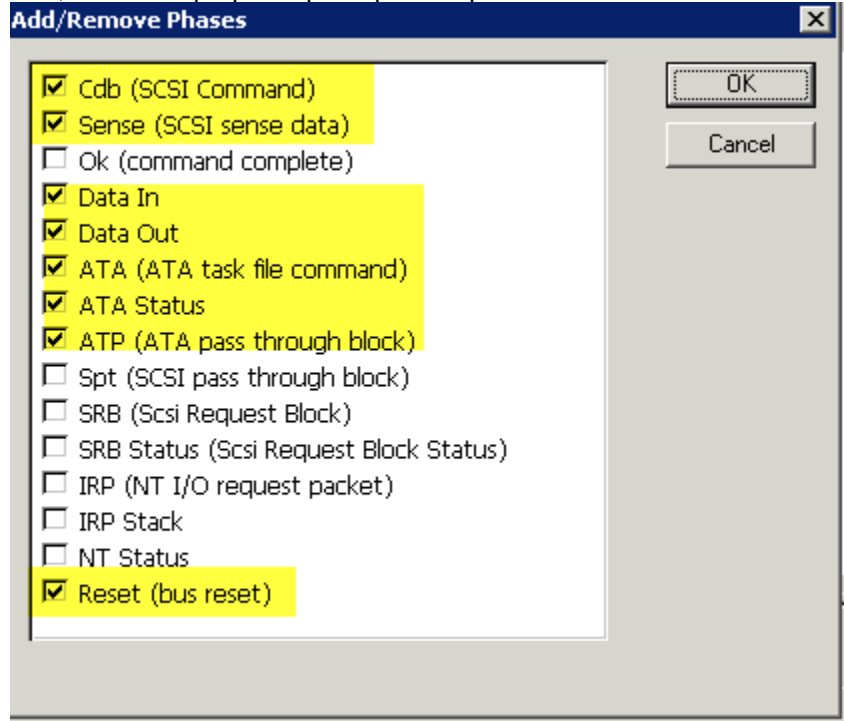 Add/Remove Phases
Cdb (SCSI Command)
Sense (SCSI sense data)
Ok (command complete)
Data In
Data Out
ATA (ATA task file command)
ATA Status
ATP (ATA pass through block)
Spt (SCSI pass through block)
SRB (Scsi Request Block)
SRB Status (Scsi Request Block Status)
IRP (NT I/O request packet)
IRP Stack
NT Status
Reset (bus reset)
OK
Cancel